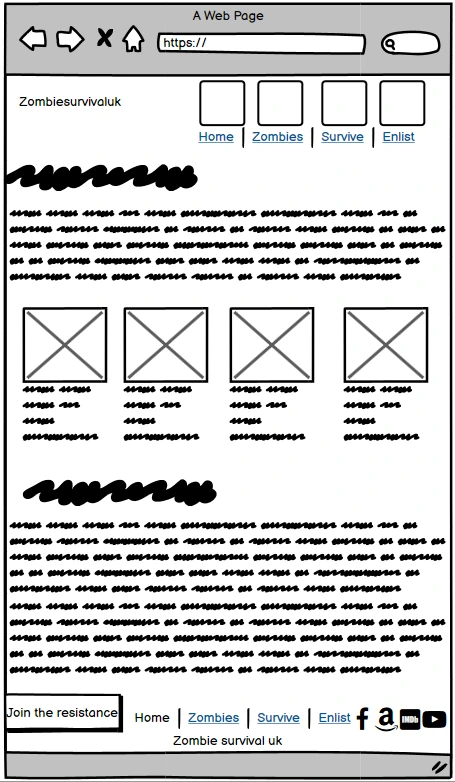 A Web Page
https://
Zombiesurvivaluk
Home Zombies Survive Enlist
Join the resistance Home Zombies Survive Enlist f a IMDb
Zombie survival uk